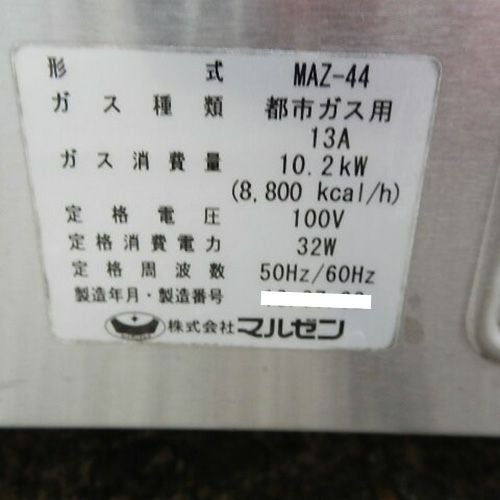 形式 MAZ-44
ガス種類 都市ガス用
13A
ガス消費量 10.2kW
(8,800 kcal/h)
定格電圧 100V
定格消費電力 32W
定格周波数 50Hz/60Hz
製造年月・製造番号
株式会社マルゼン